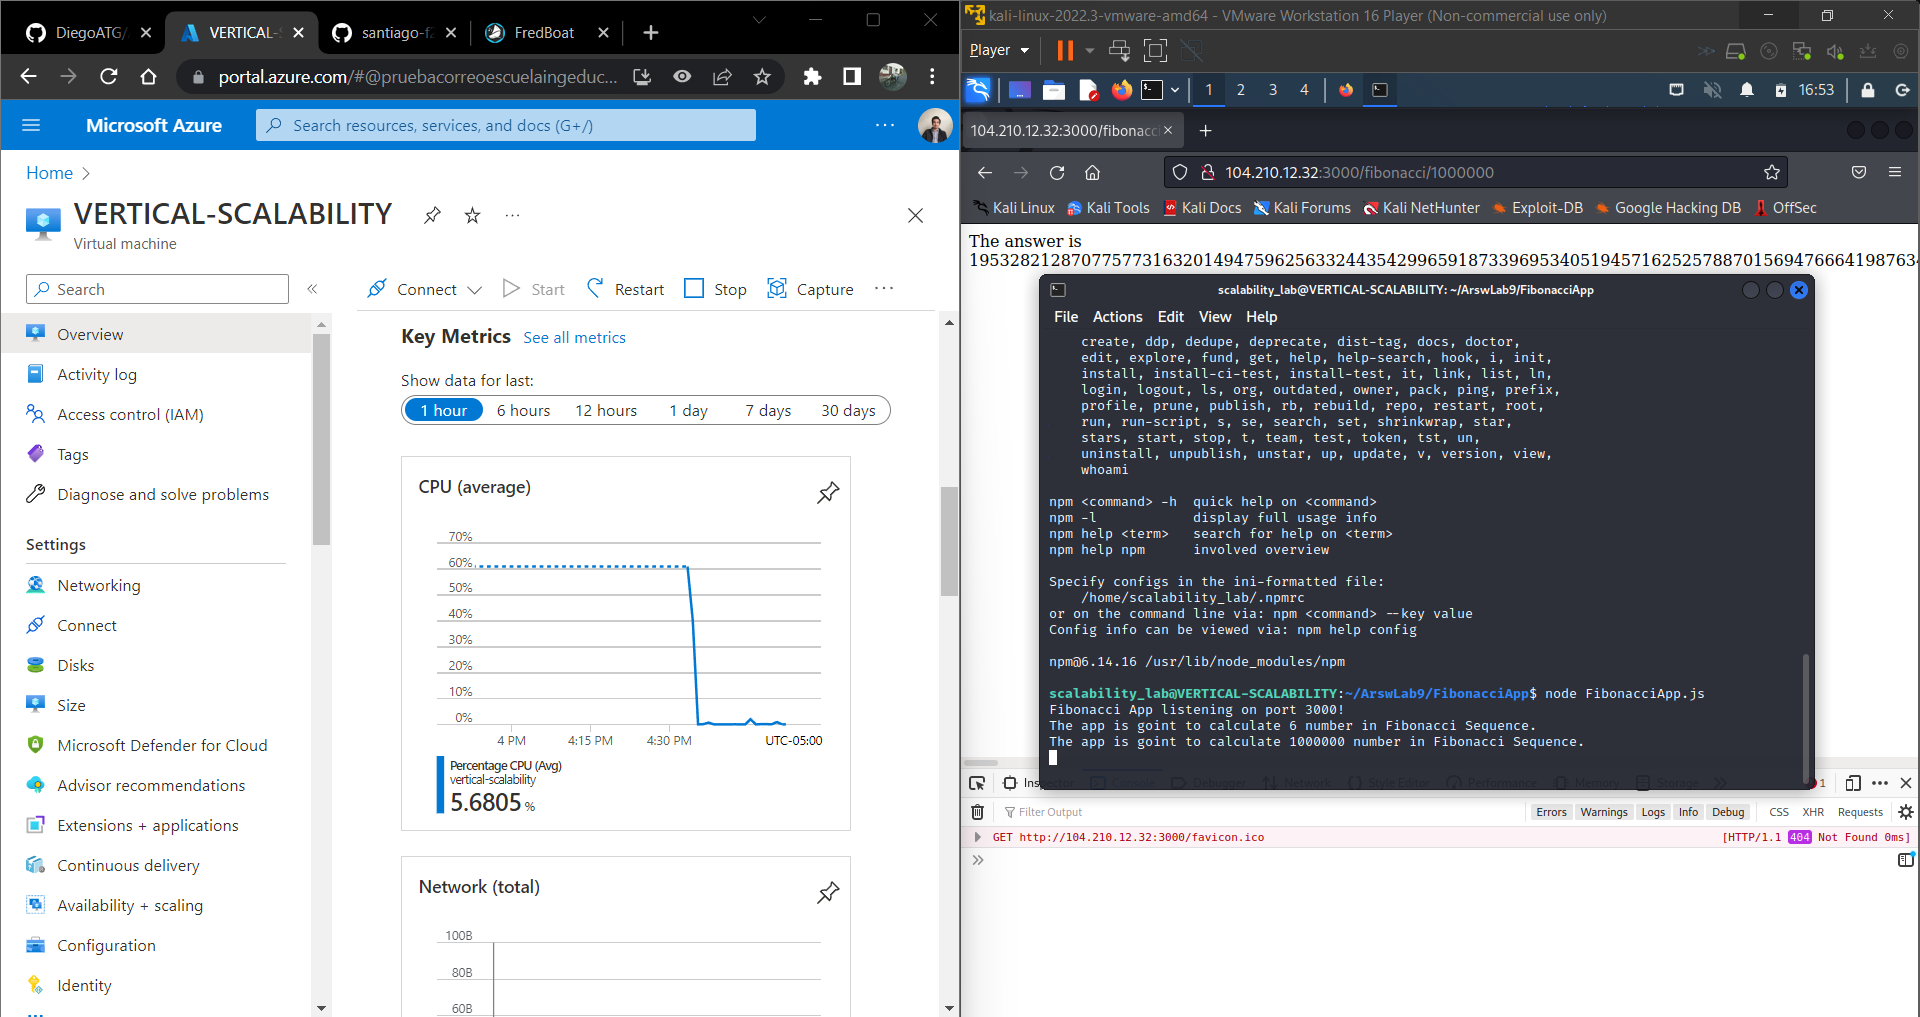 DiegoATG/
VERTICAL-S
santiago-f
FredBoat
portal.azure.com/#@pruebacorreoescuelaingeduc...
Microsoft Azure
Search resources, services, and docs (G+/)
Home
VERTICAL-SCALABILITY
Virtual machine
Search
Connect
Start
Restart
Stop
Capture
Overview
Activity log
Access control (IAM)
Tags
Diagnose and solve problems
Settings
Networking
Connect
Disks
Size
Microsoft Defender for Cloud
Advisor recommendations
Extensions + applications
Continuous delivery
Availability + scaling
Configuration
Identity
Key Metrics See all metrics
Show data for last:
1 hour 6 hours 12 hours 1 day 7 days 30 days
CPU (average)
70%
60%
50%
40%
30%
20%
10%
0%
4 PM 4:15 PM 4:30 PM UTC-05:00
Percentage CPU (Avg)
vertical-scalability
5.6805 %
Network (total)
100B
80B
60B
kali-linux-2022.3-vmware-amd64 - VMware Workstation 16 Player (Non-commercial use only)
Player
1 2 3 4
16:53
104.210.12.32:3000/fibonacci
104.210.12.32:3000/fibonacci/1000000
Kali Linux Kali Tools Kali Docs Kali Forums Kali NetHunter Exploit-DB Google Hacking DB OffSec
The answer is
scalability_lab@VERTICAL-SCALABILITY: ~/ArswLab9/FibonacciApp
File Actions Edit View Help
create, ddp, dedupe, deprecate, dist-tag, docs, doctor,
edit, explore, fund, get, help, help-search, hook, i, init,
install, install-ci-test, install-test, it, link, list, ln,
login, logout, ls, org, outdated, owner, pack, ping, prefix,
profile, prune, publish, rb, rebuild, repo, restart, root,
run, run-script, s, se, search, set, shrinkwrap, star,
stars, start, stop, t, team, test, token, tst, un,
uninstall, unpublish, unstar, up, update, v, version, view,
whoami
npm <command> -h quick help on <command>
npm -l display full usage info
npm help <term> search for help on <term>
npm help npm involved overview
Specify configs in the ini-formatted file:
/home/scalability_lab/.npmrc
or on the command line via: npm <command> --key value
Config info can be viewed via: npm help config
npm@6.14.16 /usr/lib/node_modules/npm
scalability_lab@VERTICAL-SCALABILITY:~/ArswLab9/FibonacciApp$ node FibonacciApp.js
Fibonacci App listening on port 3000!
The app is goint to calculate 6 number in Fibonacci Sequence.
The app is goint to calculate 1000000 number in Fibonacci Sequence.
Inspector Console Debugger Network Style Editor Performance Memory Storage 1
Filter Output
Errors Warnings Logs Info Debug CSS XHR Requests
GET http://104.210.12.32:3000/favicon.ico [HTTP/1.1 404 Not Found 0ms]